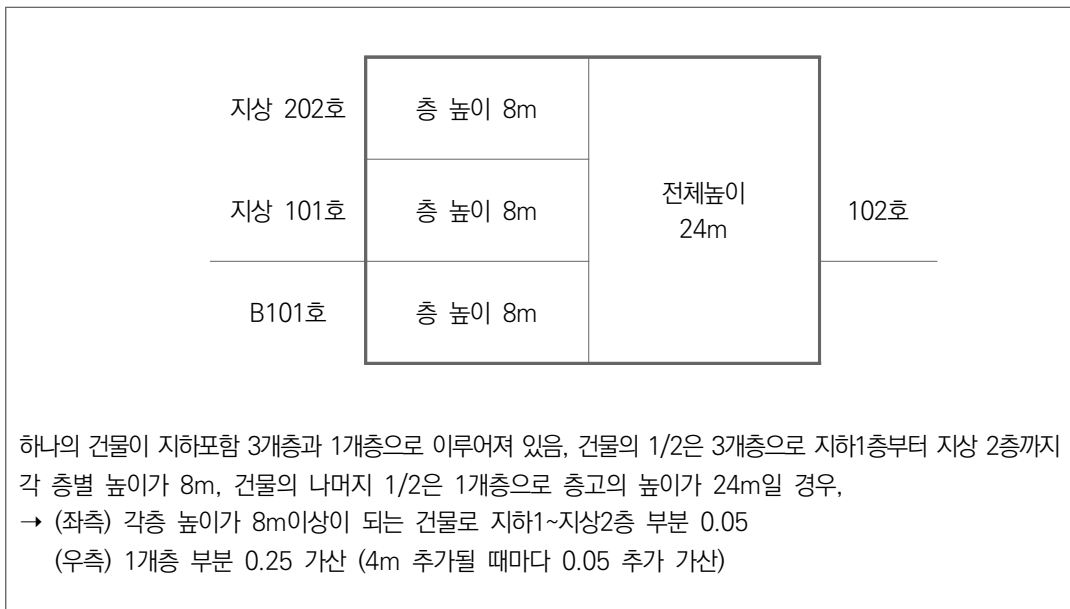 지상 202호 층 높이 8m
지상 101호 층 높이 8m 전체높이 24m 102호
B101호 층 높이 8m
하나의 건물이 지하포함 3개층과 1개층으로 이루어져 있음, 건물의 1/2은 3개층으로 지하1층부터 지상 2층까지
각 층별 높이가 8m, 건물의 나머지 1/2은 1개층으로 층고의 높이가 24m일 경우,
→ (좌측) 각층 높이가 8m이상이 되는 건물로 지하1~지상2층 부분 0.05
(우측) 1개층 부분 0.25 가산 (4m 추가될 때마다 0.05 추가 가산)